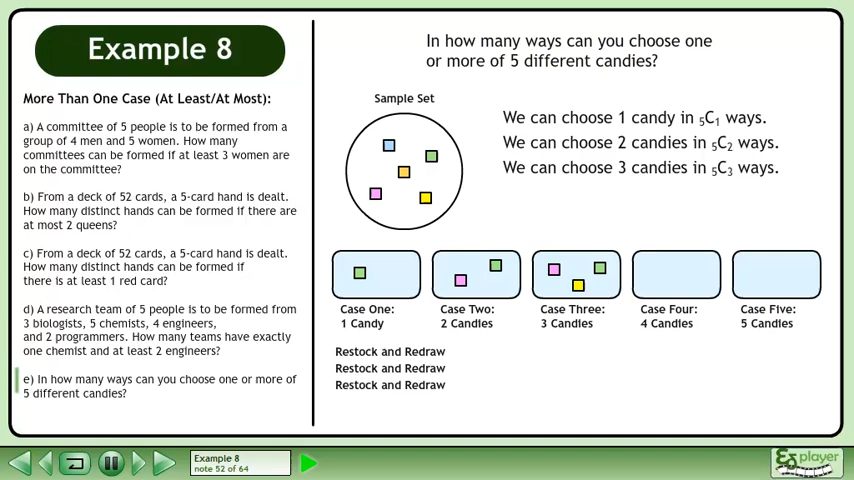 Example 8
More Than One Case (At Least/At Most):
a) A committee of 5 people is to be formed from a
group of 4 men and 5 women. How many
committees can be formed if at least 3 women are
on the committee?
b) From a deck of 52 cards, a 5-card hand is dealt.
How many distinct hands can be formed if there are
at most 2 queens?
c) From a deck of 52 cards, a 5-card hand is dealt.
How many distinct hands can be formed if
there is at least 1 red card?
d) A research team of 5 people is to be formed from
3 biologists, 5 chemists, 4 engineers,
and 2 programmers. How many teams have exactly
one chemist and at least 2 engineers?
e) In how many ways can you choose one or more of
5 different candies?
In how many ways can you choose one
or more of 5 different candies?
Sample Set
We can choose 1 candy in ₅C₁ ways.
We can choose 2 candies in ₅C₂ ways.
We can choose 3 candies in ₅C₃ ways.
Case One:
1 Candy
Case Two:
2 Candies
Case Three:
3 Candies
Case Four:
4 Candies
Case Five:
5 Candies
Restock and Redraw
Restock and Redraw
Restock and Redraw
Example 8
note 52 of 64
player